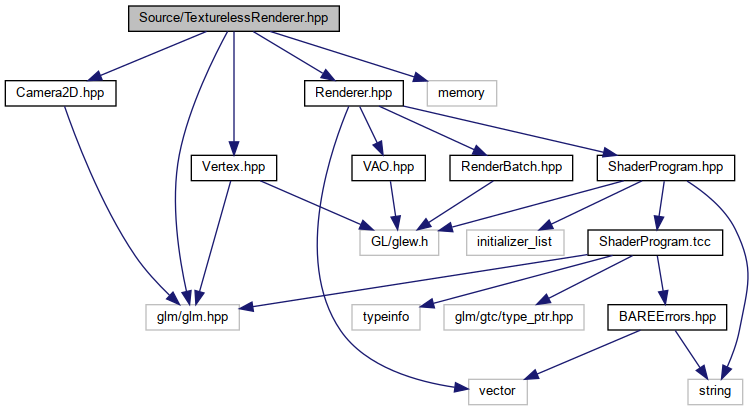 Source/TexturelessRenderer.hpp
Camera2D.hpp
Renderer.hpp
memory
Vertex.hpp
VAO.hpp
RenderBatch.hpp
ShaderProgram.hpp
GL/glew.h
initializer_list
ShaderProgram.tcc
glm/glm.hpp
typeinfo
glm/gtc/type_ptr.hpp
BAREErrors.hpp
vector
string